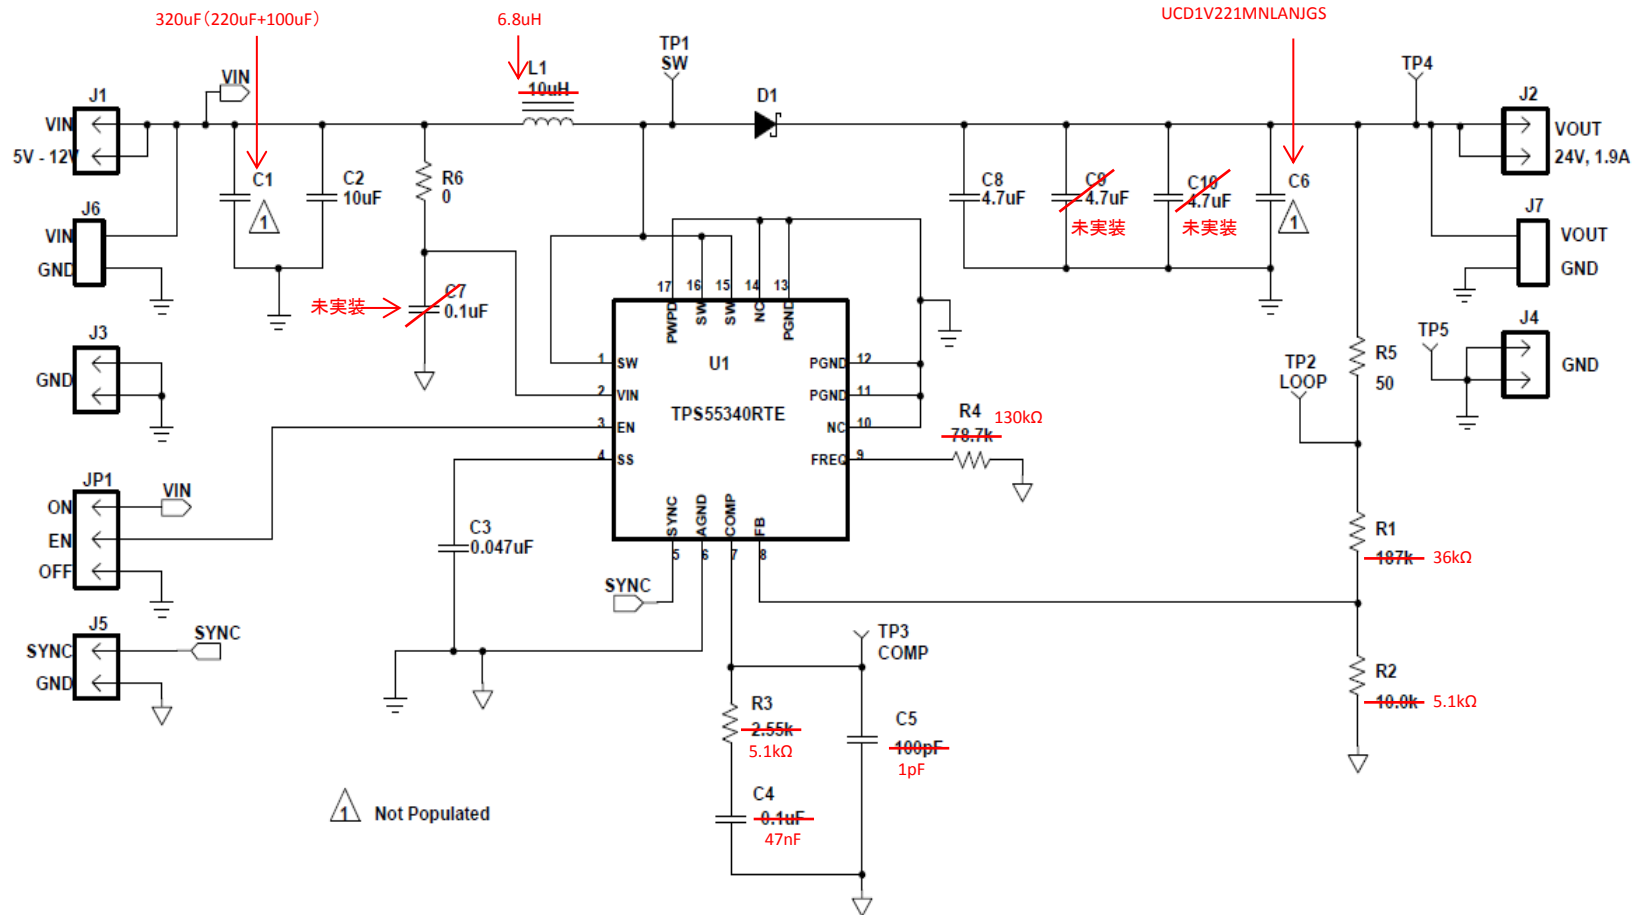 320uF（220uF+100uF）
6.8uH
UCD1V221MNLANJGS
TP1
SW
TP4
VIN
L1
10uH
D1
J1
VIN
5V - 12V
J2
VOUT
24V, 1.9A
C1
1
C2
10uF
R6
0
C8
4.7uF
C9
4.7uF
未実装
C10
4.7uF
未実装
C6
1
J6
VIN
GND
J7
VOUT
GND
未実装
C7
0.1uF
17
16
15
14
13
PWPD
SW
SW
NC
PGND
J3
GND
1
SW
U1
PGND
12
2
VIN
PGND
11
TPS55340RTE
3
EN
NC
10
4
SS
FREQ
9
R4
130kΩ
78.7k
TP2
LOOP
R5
50
TP5
J4
GND
JP1
ON
EN
OFF
VIN
C3
0.047uF
SYNC
AGND
COMP
FB
5
6
7
8
SYNC
R1
187k
36kΩ
J5
SYNC
GND
SYNC
TP3
COMP
R2
10.0k
5.1kΩ
R3
2.55k
5.1kΩ
C5
100pF
1pF
C4
0.1uF
47nF
1
Not Populated